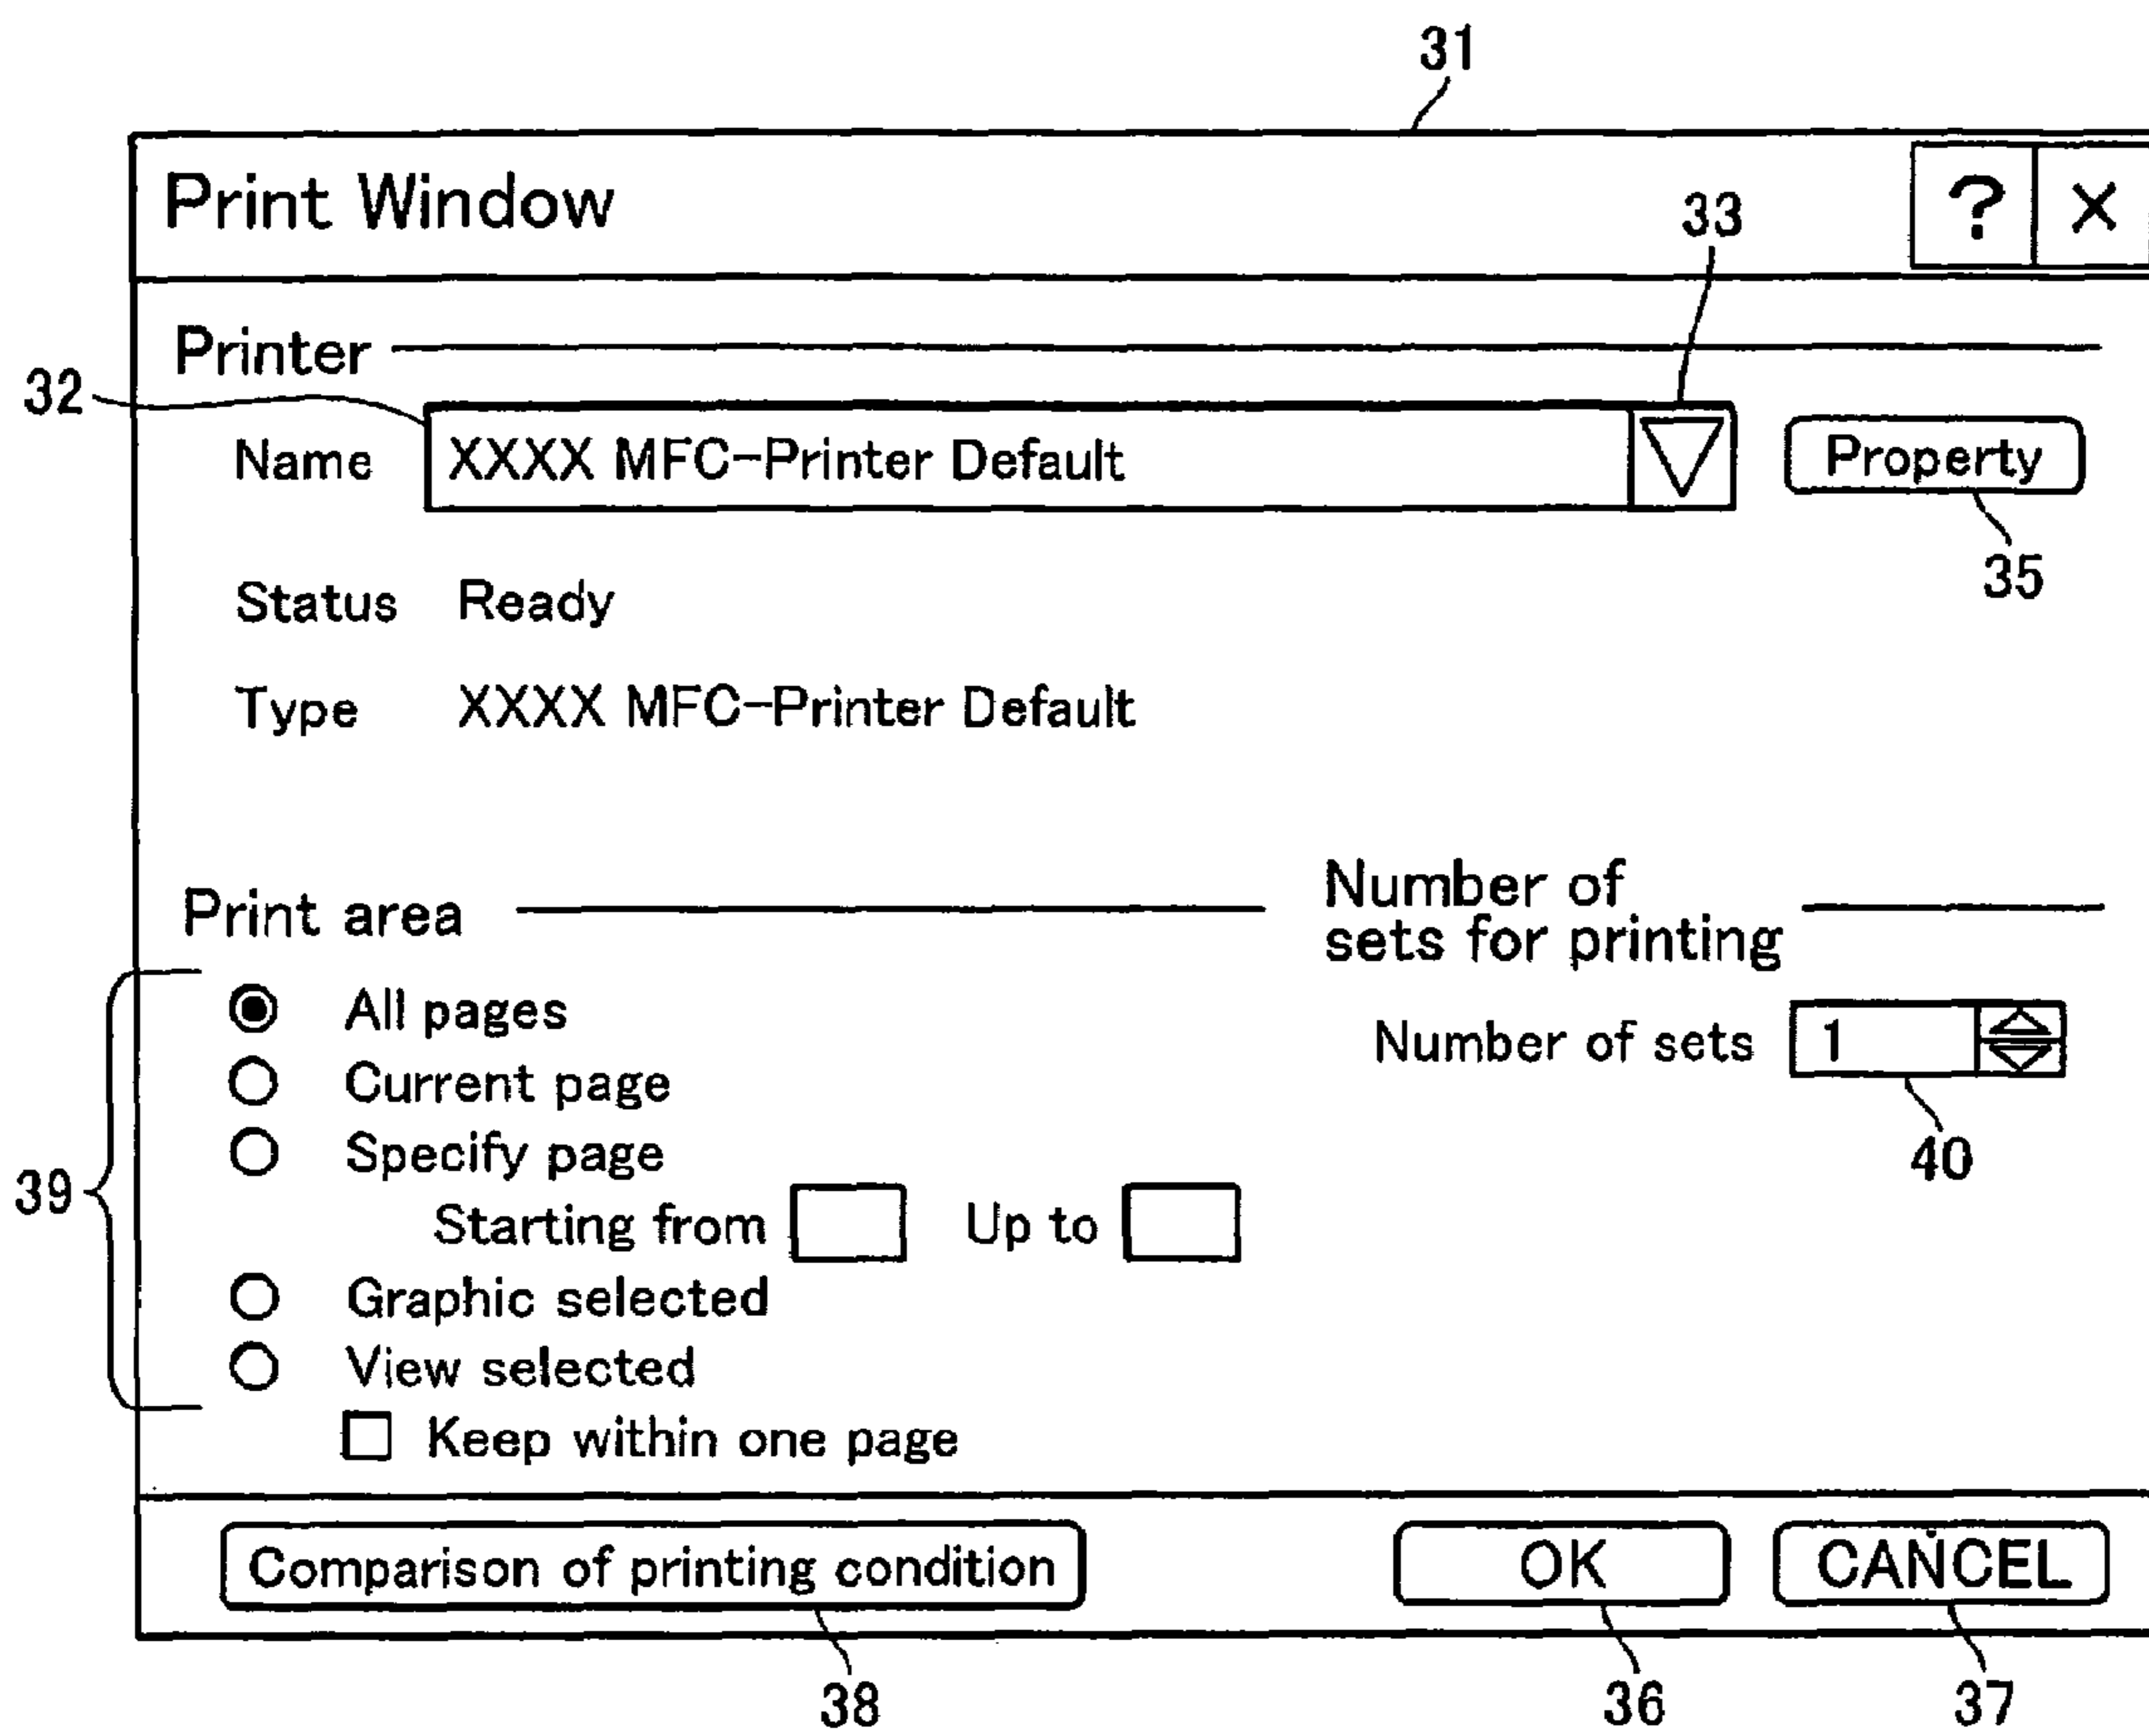 31
Print Window ? ×
33
Printer
32
Name XXXX MFC-Printer Default Property
35
Status Ready
Type XXXX MFC-Printer Default
Print area
Number of
sets for printing
All pages
Number of sets 1
Current page
40
Specify page
39
Starting from Up to
Graphic selected
View selected
Keep within one page
Comparison of printing condition OK CANCEL
38 36 37